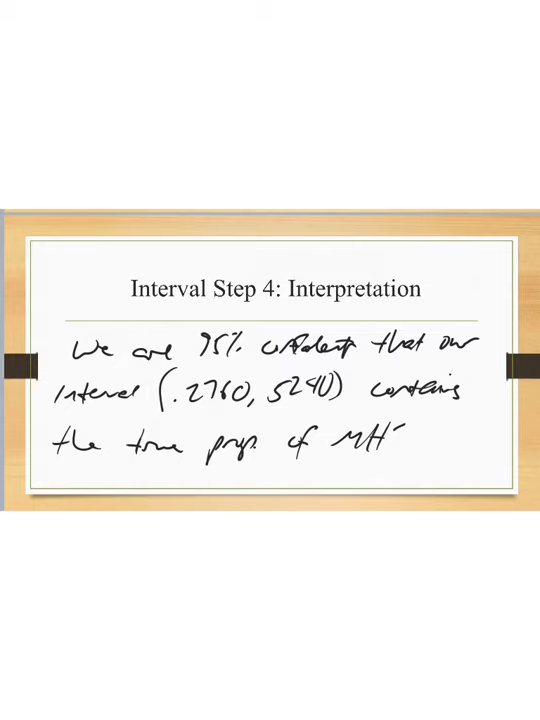 Interval Step 4: Interpretation
We are 95% confident that our
interval (.2760, .5240) contains
the true prop. of MH